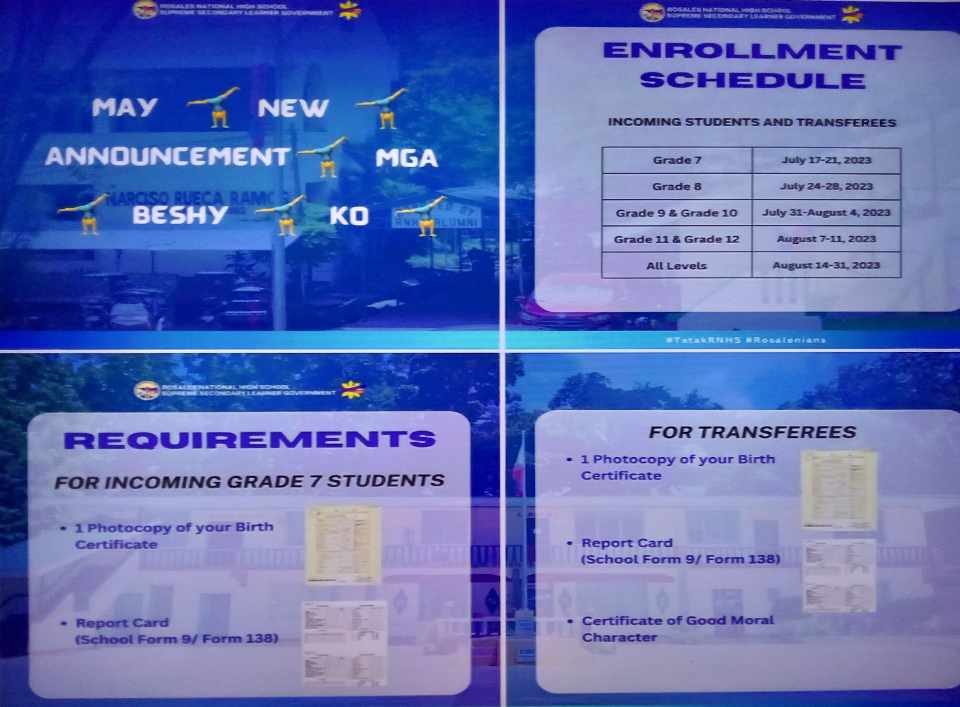 ROSALES NATIONAL HIGH SCHOOL
SUPREME SECONDARY LEARNER GOVERNMENT
MAY 🤸 NEW 🤸
ANNOUNCEMENT 🤸 MGA
🤸 BESHY 🤸 KO 🤸
NARCISO RUECA RAMOS
ALUMNI
ROSALES NATIONAL HIGH SCHOOL
SUPREME SECONDARY LEARNER GOVERNMENT
ENROLLMENT
SCHEDULE
INCOMING STUDENTS AND TRANSFEREES
Grade 7 July 17-21, 2023
Grade 8 July 24-28, 2023
Grade 9 & Grade 10 July 31-August 4, 2023
Grade 11 & Grade 12 August 7-11, 2023
All Levels August 14-31, 2023
#TatakRNHS #Rosalenians
ROSALES NATIONAL HIGH SCHOOL
SUPREME SECONDARY LEARNER GOVERNMENT
REQUIREMENTS
FOR INCOMING GRADE 7 STUDENTS
• 1 Photocopy of your Birth
Certificate
• Report Card
(School Form 9/ Form 138)
FOR TRANSFEREES
• 1 Photocopy of your Birth
Certificate
• Report Card
(School Form 9/ Form 138)
• Certificate of Good Moral
Character